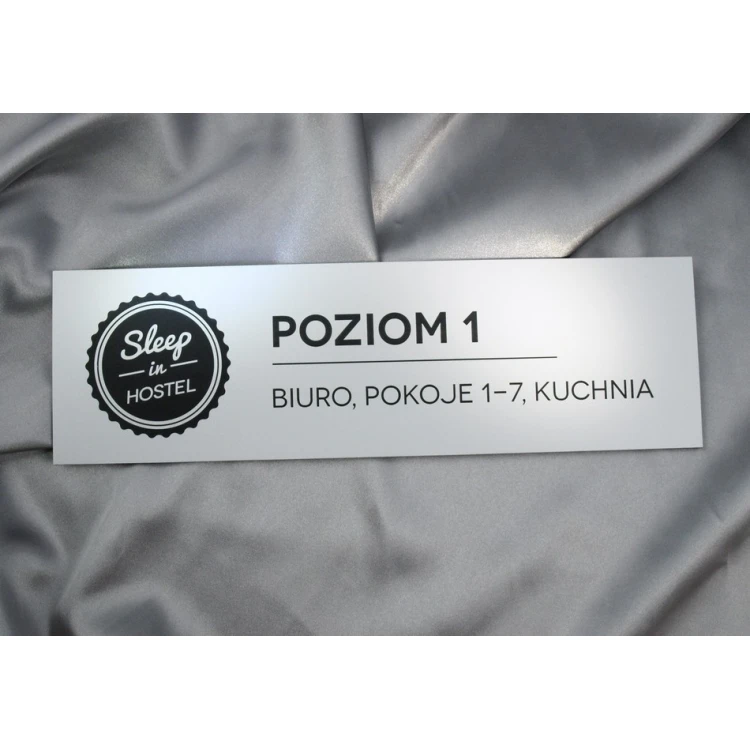 Sleep
in
HOSTEL
POZIOM 1
BIURO, POKOJE 1–7, KUCHNIA